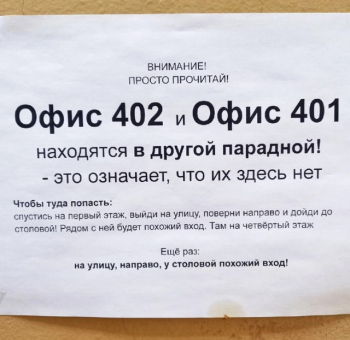 ВНИМАНИЕ!
ПРОСТО ПРОЧИТАЙ!
Офис 402 и Офис 401
находятся в другой парадной!
- это означает, что их здесь нет
Чтобы туда попасть:
спустись на первый этаж, выйди на улицу, поверни направо и дойди до
столовой! Рядом с ней будет похожий вход. Там на четвёртый этаж
Ещё раз:
на улицу, направо, у столовой похожий вход!